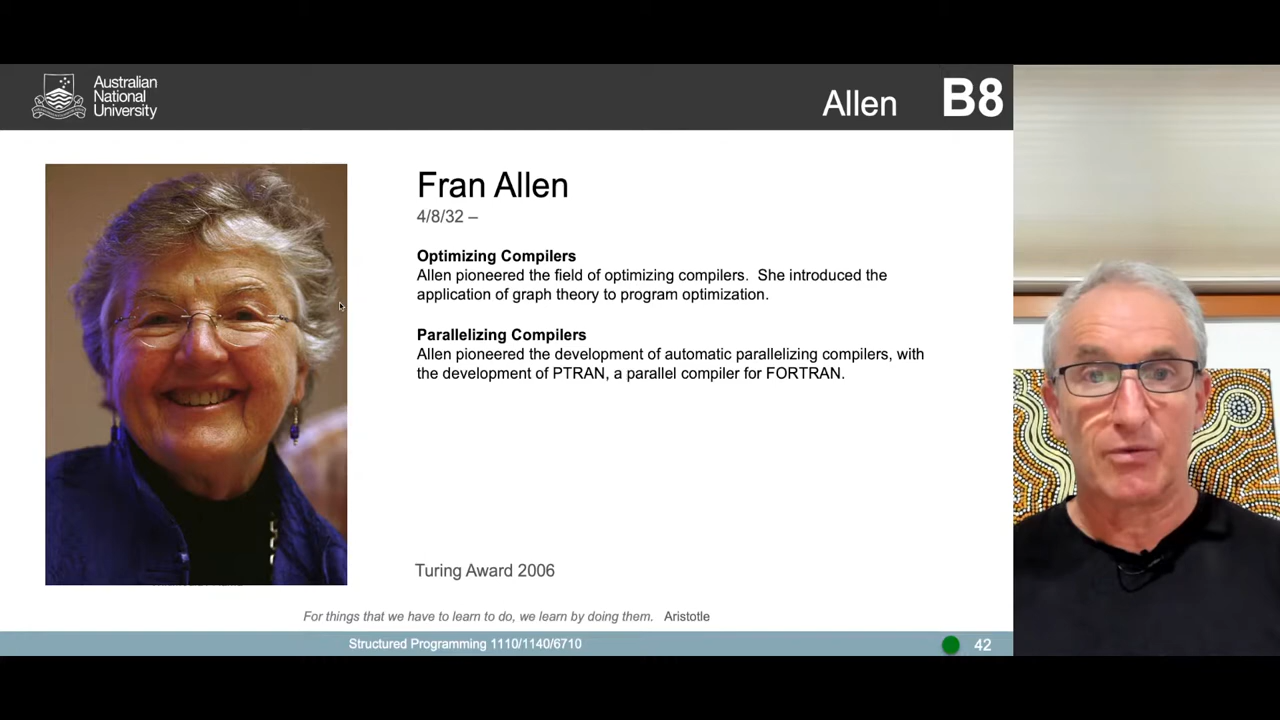 Australian
National
University
Allen
B8
Fran Allen
4/8/32 –
Optimizing Compilers
Allen pioneered the field of optimizing compilers.  She introduced the
application of graph theory to program optimization.
Parallelizing Compilers
Allen pioneered the development of automatic parallelizing compilers, with
the development of PTRAN, a parallel compiler for FORTRAN.
Turing Award 2006
For things that we have to learn to do, we learn by doing them.   Aristotle
Structured Programming 1110/1140/6710
42